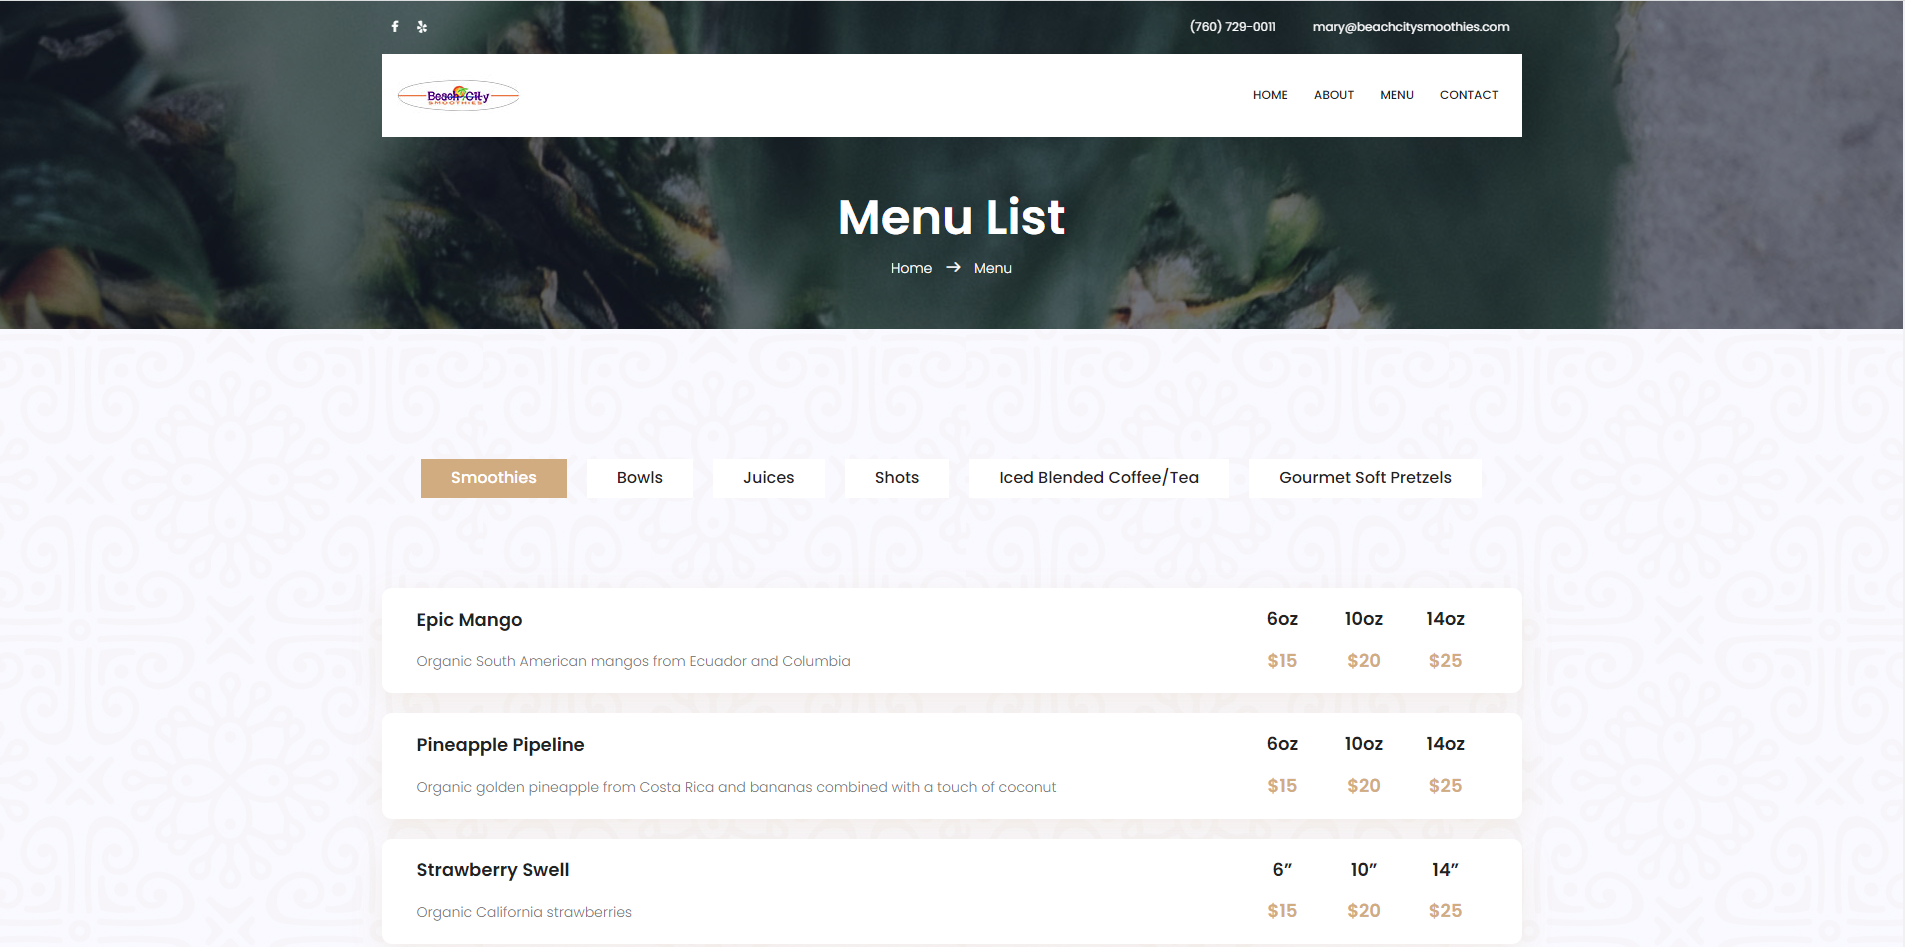 (760) 729-0011 mary@beachcitysmoothies.com
Beach City
SMOOTHIES
HOME ABOUT MENU CONTACT
Menu List
Home → Menu
Smoothies Bowls Juices Shots Iced Blended Coffee/Tea Gourmet Soft Pretzels
Epic Mango 6oz 10oz 14oz
Organic South American mangos from Ecuador and Columbia $15 $20 $25
Pineapple Pipeline 6oz 10oz 14oz
Organic golden pineapple from Costa Rica and bananas combined with a touch of coconut $15 $20 $25
Strawberry Swell 6” 10” 14”
Organic California strawberries $15 $20 $25